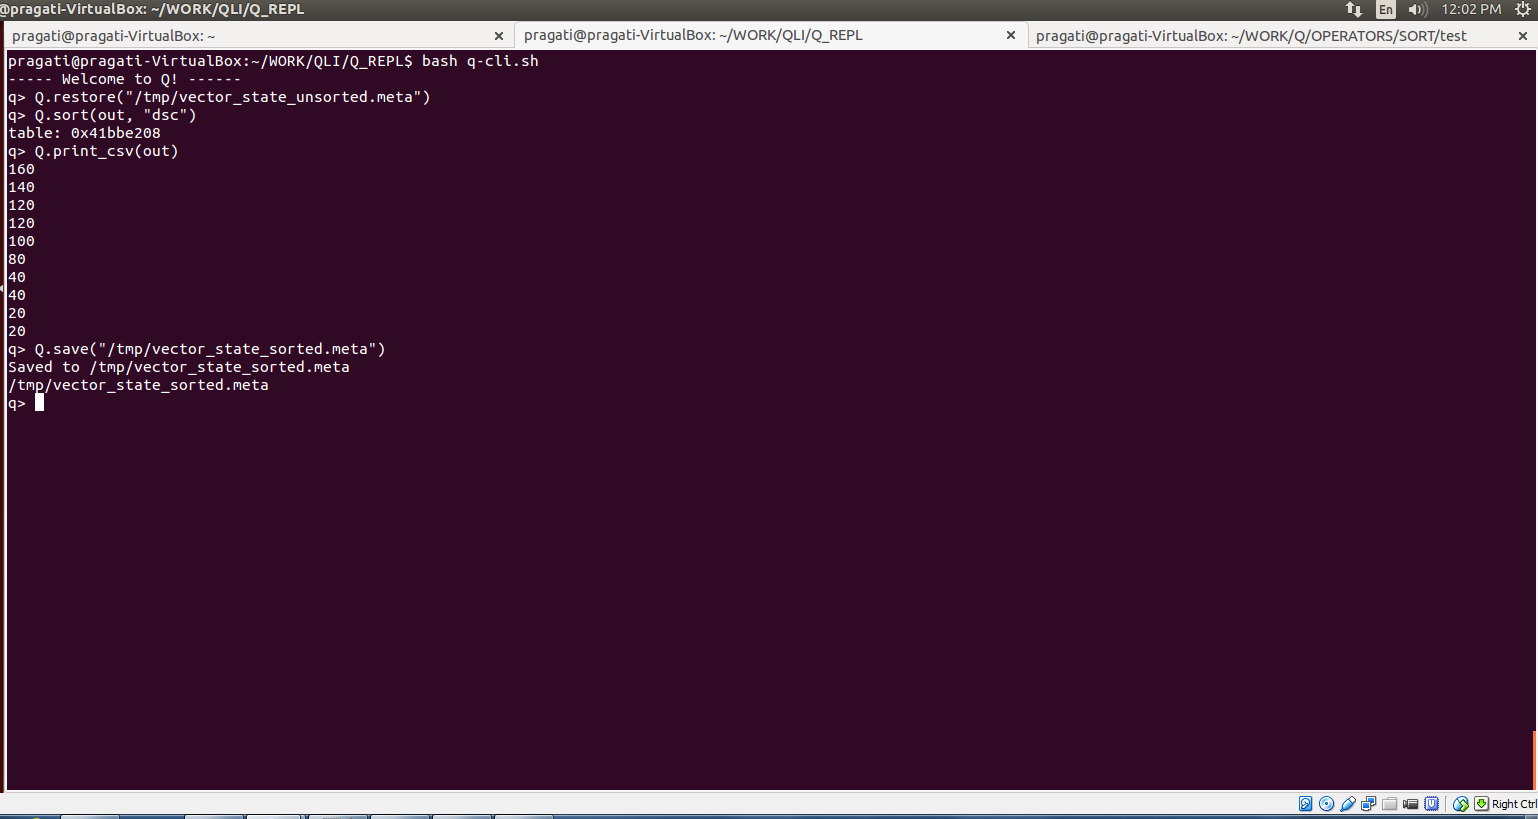 @pragati-VirtualBox: ~/WORK/QLI/Q_REPL
En
12:02 PM
pragati@pragati-VirtualBox: ~
pragati@pragati-VirtualBox: ~/WORK/QLI/Q_REPL
pragati@pragati-VirtualBox: ~/WORK/Q/OPERATORS/SORT/test
pragati@pragati-VirtualBox:~/WORK/QLI/Q_REPL$ bash q-cli.sh
----- Welcome to Q! ------
q> Q.restore("/tmp/vector_state_unsorted.meta")
q> Q.sort(out, "dsc")
table: 0x41bbe208
q> Q.print_csv(out)
160
140
120
120
100
80
40
40
20
20
q> Q.save("/tmp/vector_state_sorted.meta")
Saved to /tmp/vector_state_sorted.meta
/tmp/vector_state_sorted.meta
q>
Right Ctrl